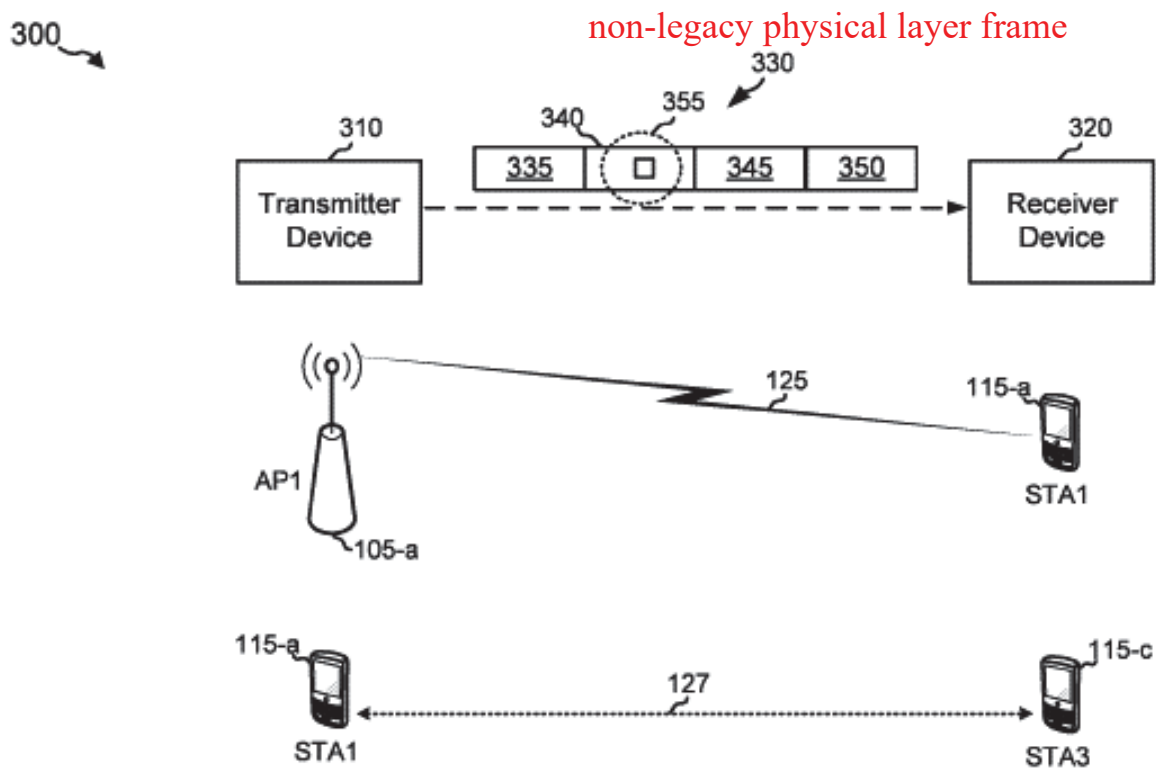 non-legacy physical layer frame
300
330
355
340
310
320
335
345
350
Transmitter
Device
Receiver
Device
125
115-a
AP1
STA1
105-a
115-a
115-c
127
STA1
STA3